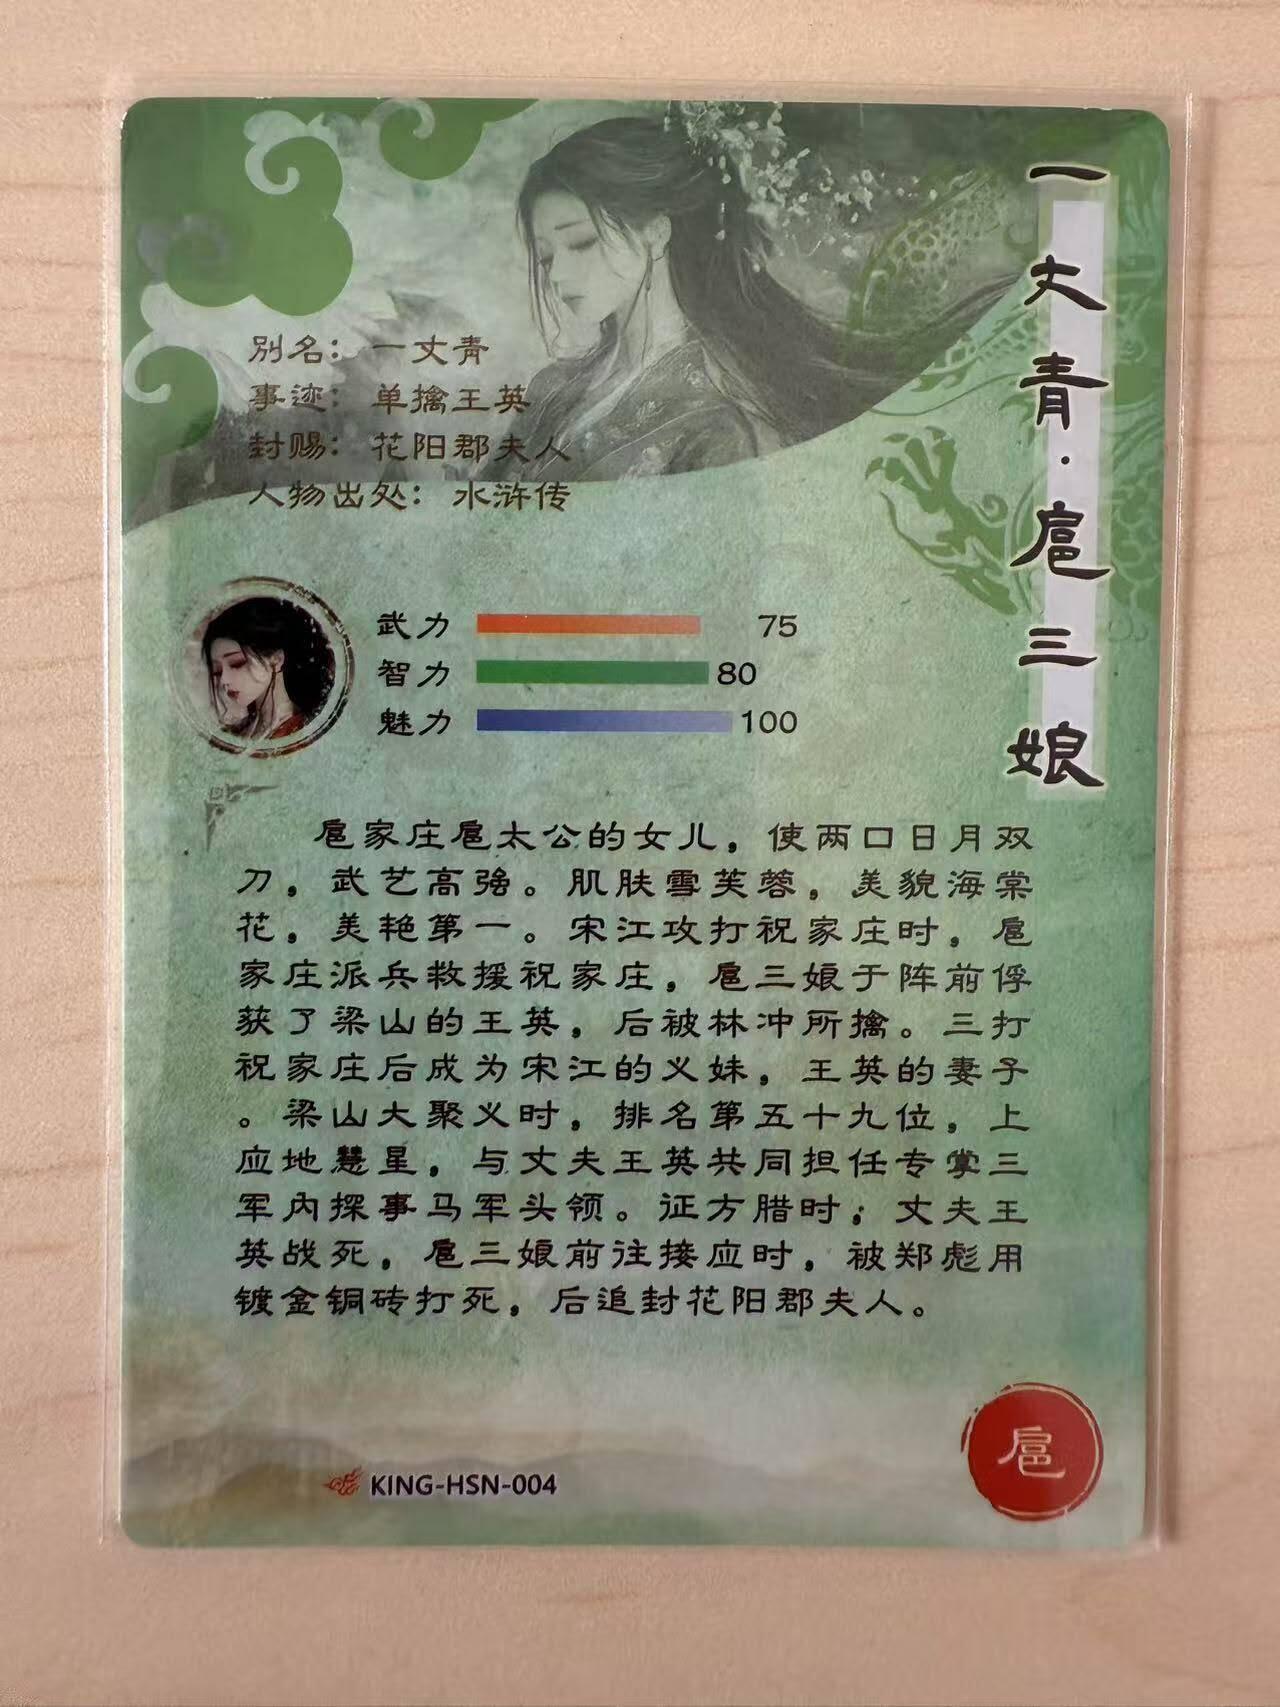 一丈青·扈三娘
别名：一丈青
事迹：单擒王英
封赐：花阳郡夫人
人物出处：水浒传
武力 75
智力 80
魅力 100
扈家庄扈太公的女儿，使两口日月双
刀，武艺高强。肌肤雪芙蓉，美貌海棠
花，美艳第一。宋江攻打祝家庄时，扈
家庄派兵救援祝家庄，扈三娘于阵前俘
获了梁山的王英，后被林冲所擒。三打
祝家庄后成为宋江的义妹，王英的妻子
。梁山大聚义时，排名第五十九位，上
应地慧星，与丈夫王英共同担任专掌三
军内探事马军头领。征方腊时，丈夫王
英战死，扈三娘前往接应时，被郑彪用
镀金铜砖打死，后追封花阳郡夫人。
KING-HSN-004
扈